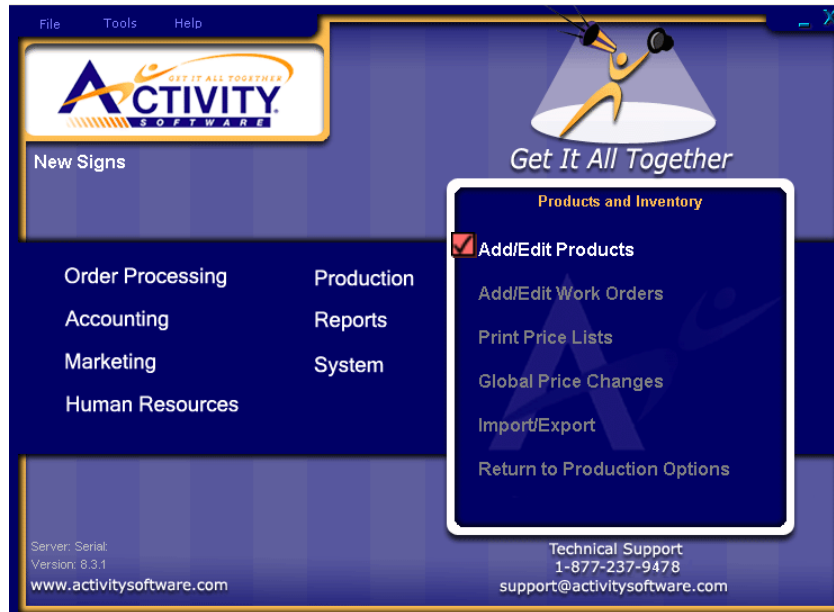 File Tools Help
GET IT ALL TOGETHER
ACTIVITY
SOFTWARE
New Signs
Get It All Together
Products and Inventory
Add/Edit Products
Add/Edit Work Orders
Print Price Lists
Global Price Changes
Import/Export
Return to Production Options
Order Processing
Accounting
Marketing
Human Resources
Production
Reports
System
Server: Serial:
Version: 8.3.1
www.activitysoftware.com
Technical Support
1-877-237-9478
support@activitysoftware.com